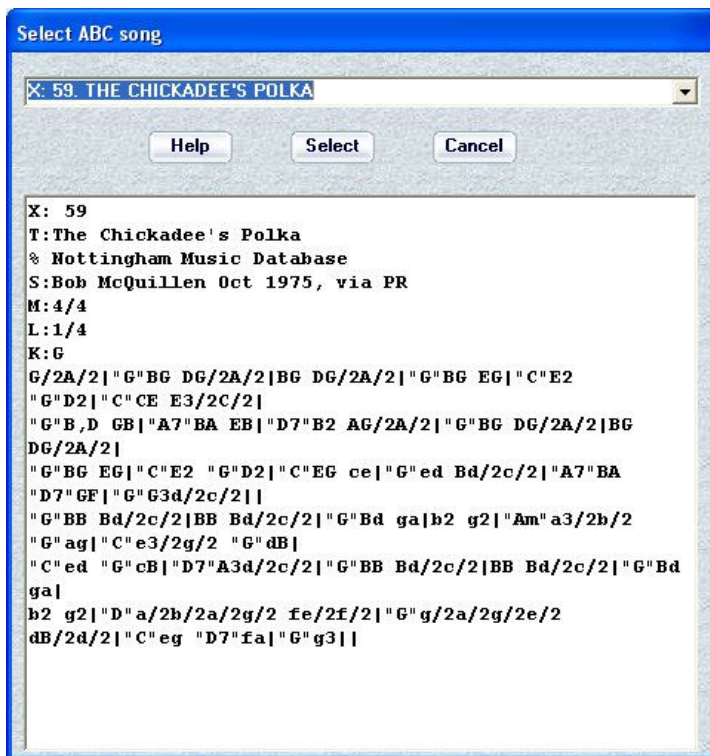 Select ABC song
X: 59. THE CHICKADEE'S POLKA
Help Select Cancel
X: 59
T:The Chickadee's Polka
% Nottingham Music Database
S:Bob McQuillen Oct 1975, via PR
M:4/4
L:1/4
K:G
G/2A/2|"G"BG DG/2A/2|BG DG/2A/2|"G"BG EG|"C"E2
"G"D2|"C"CE E3/2C/2|
"G"B,D GB|"A7"BA EB|"D7"B2 AG/2A/2|"G"BG DG/2A/2|BG
DG/2A/2|
"G"BG EG|"C"E2 "G"D2|"C"EG ce|"G"ed Bd/2c/2|"A7"BA
"D7"GF|"G"G3d/2c/2||
"G"BB Bd/2c/2|BB Bd/2c/2|"G"Bd ga|b2 g2|"Am"a3/2b/2
"G"ag|"C"e3/2g/2 "G"dB|
"C"ed "G"cB|"D7"A3d/2c/2|"G"BB Bd/2c/2|BB Bd/2c/2|"G"Bd
ga|
b2 g2|"D"a/2b/2a/2g/2 fe/2f/2|"G"g/2a/2g/2e/2
dB/2d/2|"C"eg "D7"fa|"G"g3||